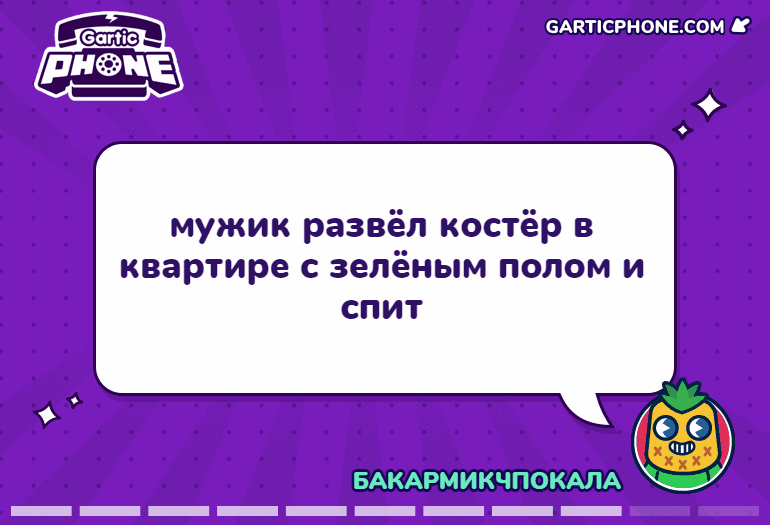 Gartic
PHONE
GARTICPHONE.COM
мужик развёл костёр в
квартире с зелёным полом и
спит
БАКАРМИКЧПОКАЛА